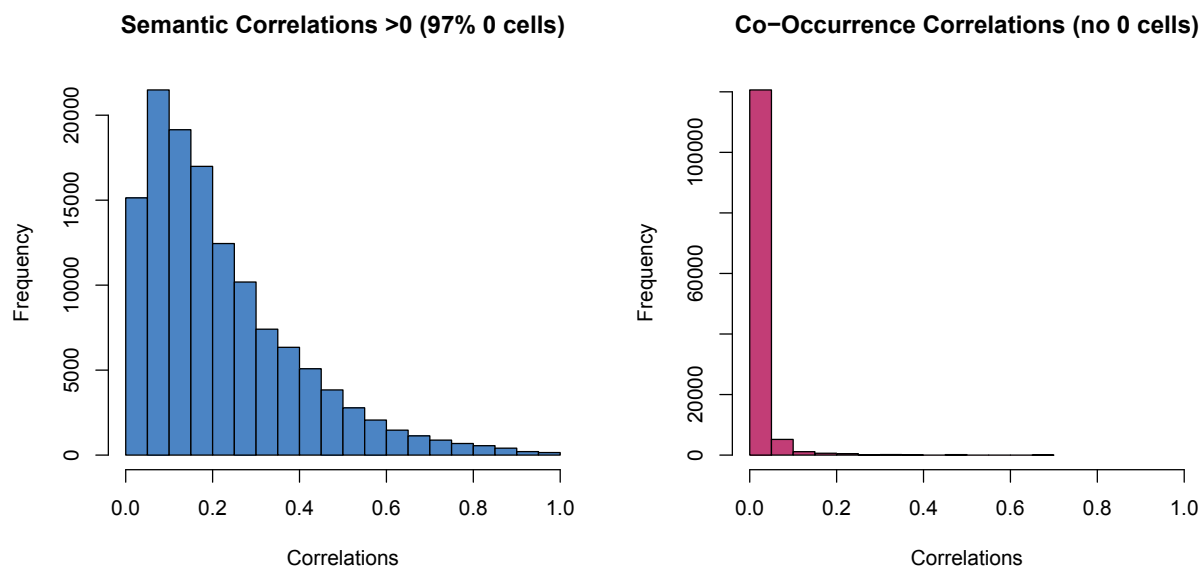 Semantic Correlations >0 (97% 0 cells)
Frequency
0 5000 10000 15000 20000
0.0 0.2 0.4 0.6 0.8 1.0
Correlations
Co−Occurrence Correlations (no 0 cells)
Frequency
0 20000 60000 100000
0.0 0.2 0.4 0.6 0.8 1.0
Correlations